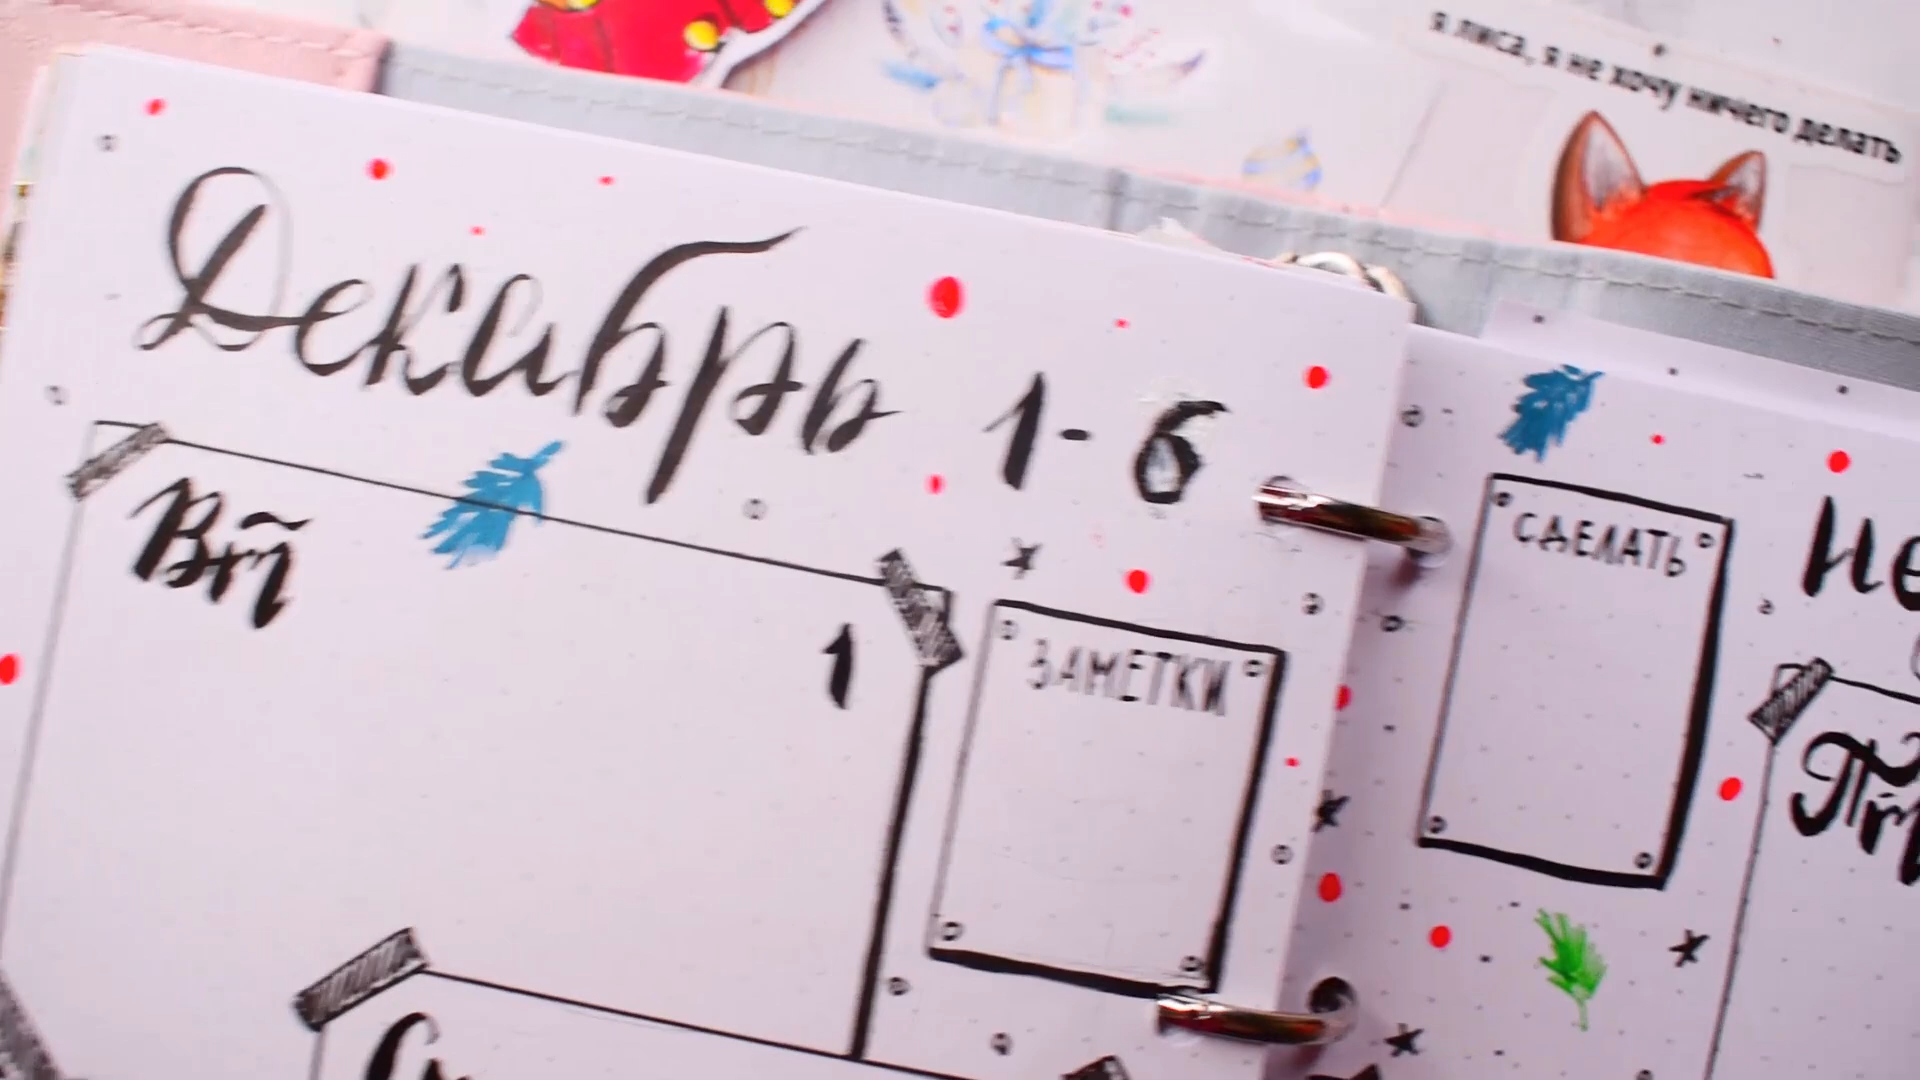 я лиса, я не хочу ничего делать
Декабрь 1-6
Вт
1
ЗАМЕТКИ
СДЕЛАТЬ